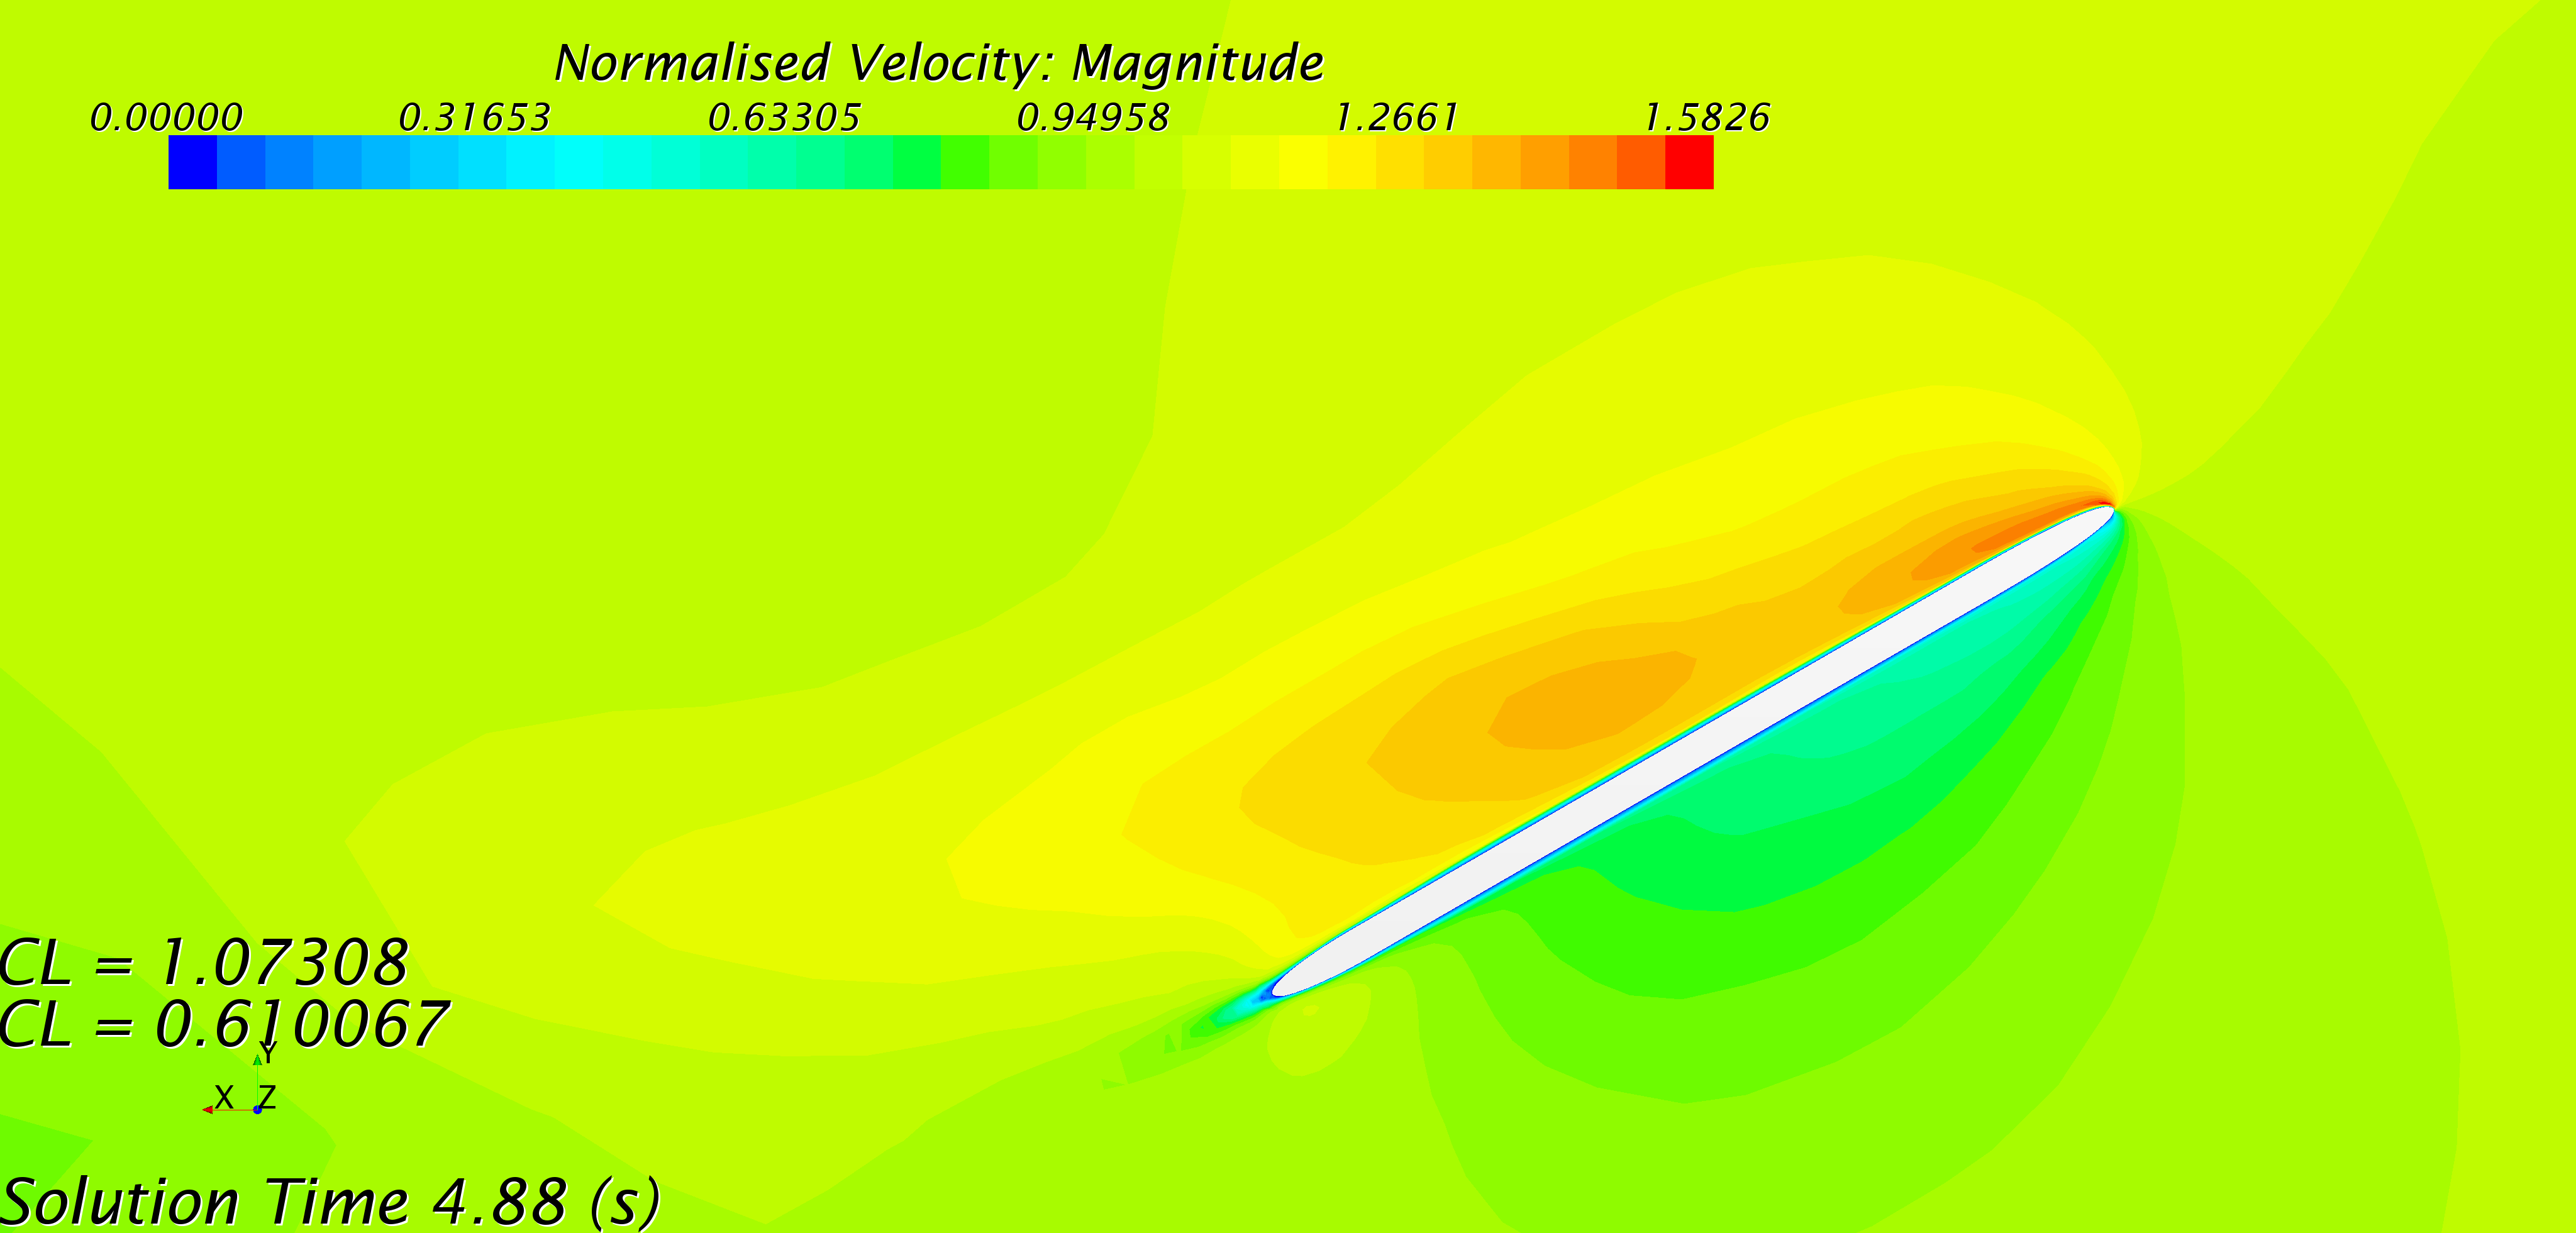 Normalised Velocity: Magnitude
0.00000 0.31653 0.63305 0.94958 1.2661 1.5826
CL = 1.07308
CL = 0.610067
Y
X Z
Solution Time 4.88 (s)